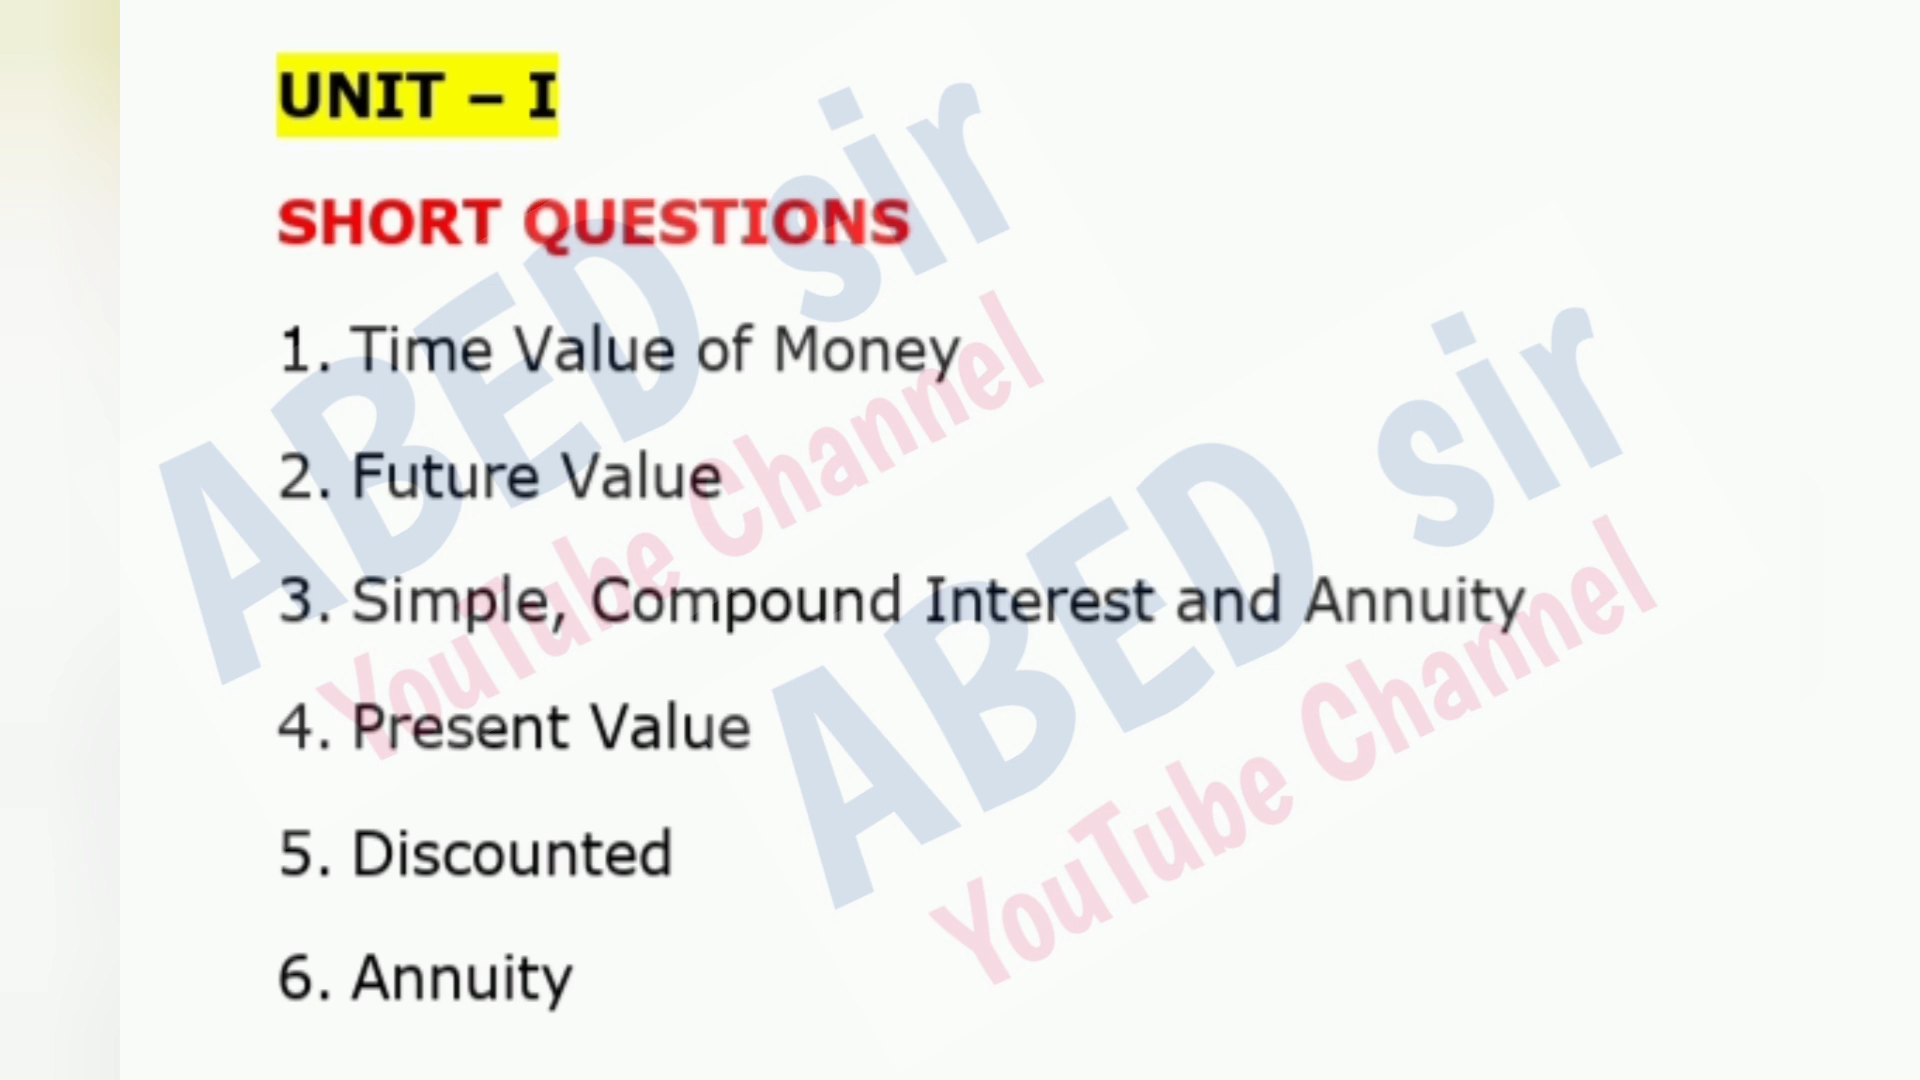 UNIT – I
SHORT QUESTIONS
1. Time Value of Money
2. Future Value
3. Simple, Compound Interest and Annuity
4. Present Value
5. Discounted
6. Annuity
ABED sir
YouTube Channel
ABED sir
YouTube Channel